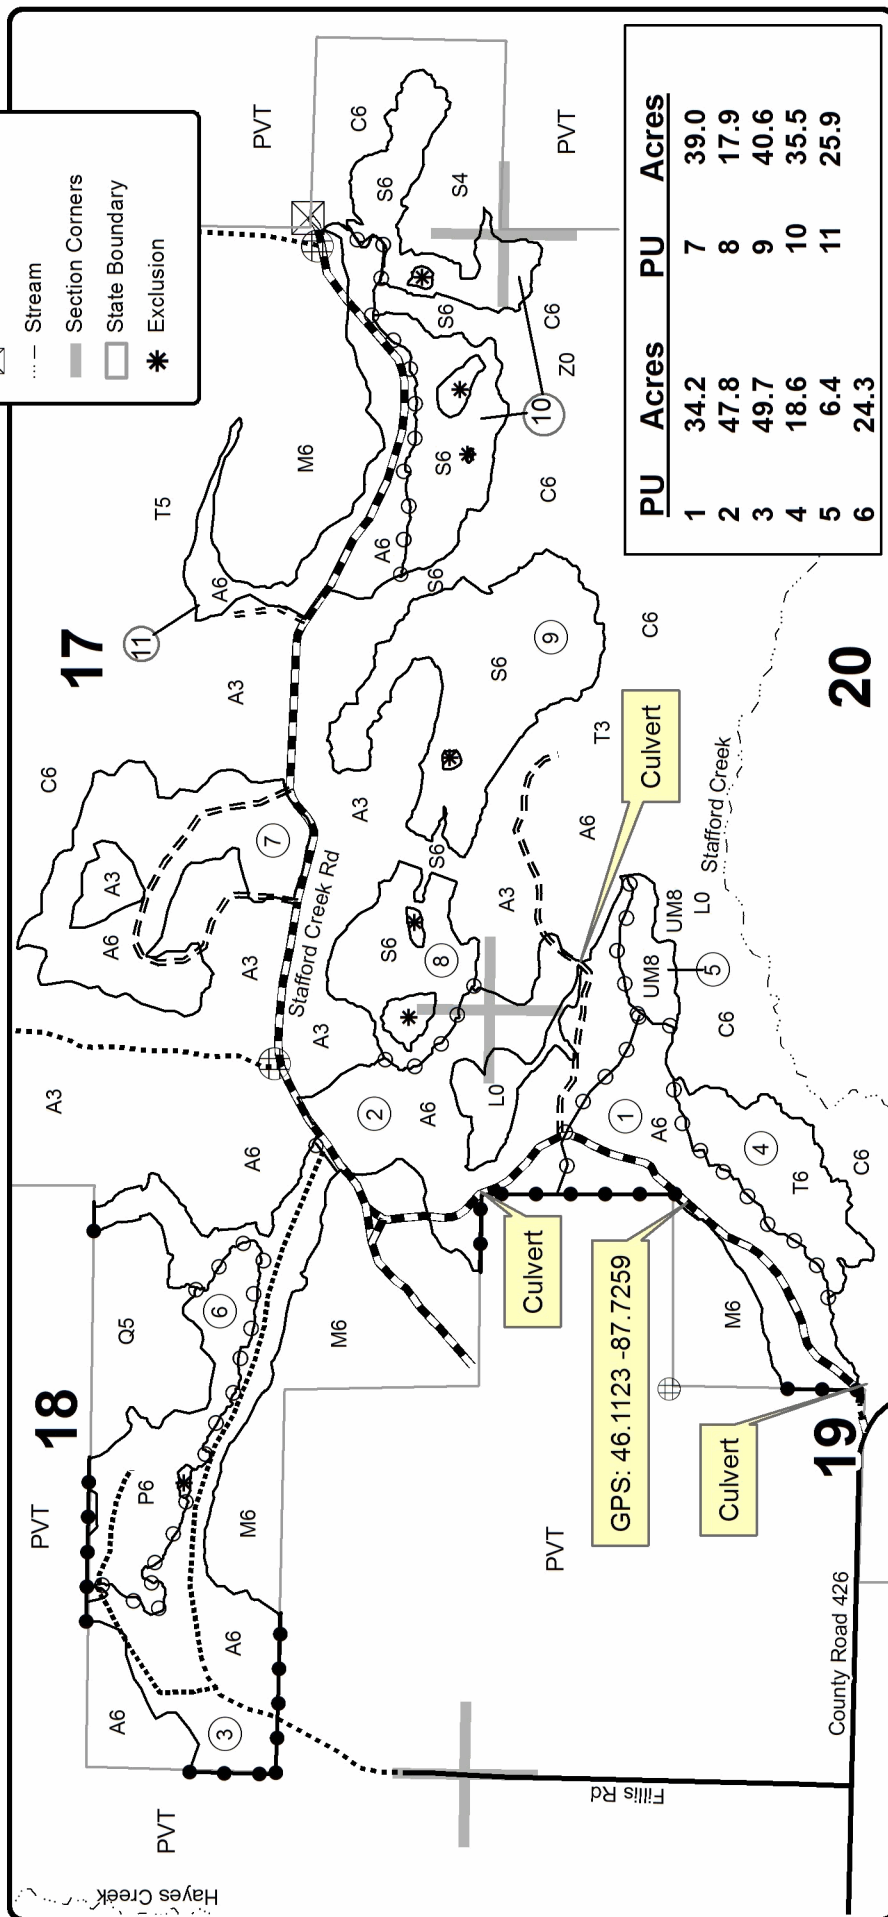 Stream
Section Corners
State Boundary
Exclusion
Hayes Creek
PVT
PVT
18
17
C6
T5
PVT
A6
3
P6
Q5
6
A3
A6
A3
A6
A3
7
A3
11
A6
M6
C6
A6
M6
M6
Stafford Creek Rd
A3
A3
S6
S4
PVT
2
A6
S6
8
S6
S6
9
S6
A6
S6
S6
10
C6
Z0
C6
L0
A3
A6
T3
C6
Fillis Rd
PVT
Culvert
GPS: 46.1123 -87.7259
Culvert
1
A6
UM8
UM8
L0
5
C6
Stafford Creek
M6
4
T6
C6
Culvert
County Road 426
19
20
PU Acres PU Acres
1 34.2 7 39.0
2 47.8 8 17.9
3 49.7 9 40.6
4 18.6 10 35.5
5 6.4 11 25.9
6 24.3